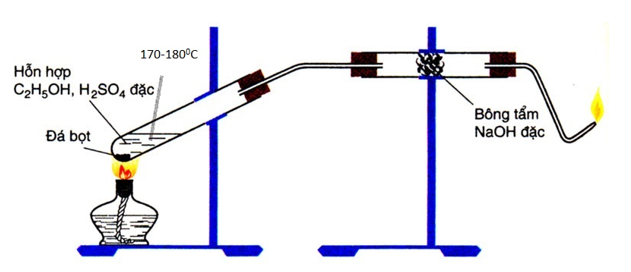 170-180⁰C
Hỗn hợp
C₂H₅OH, H₂SO₄ đặc
Đá bọt
Bông tẩm
NaOH đặc